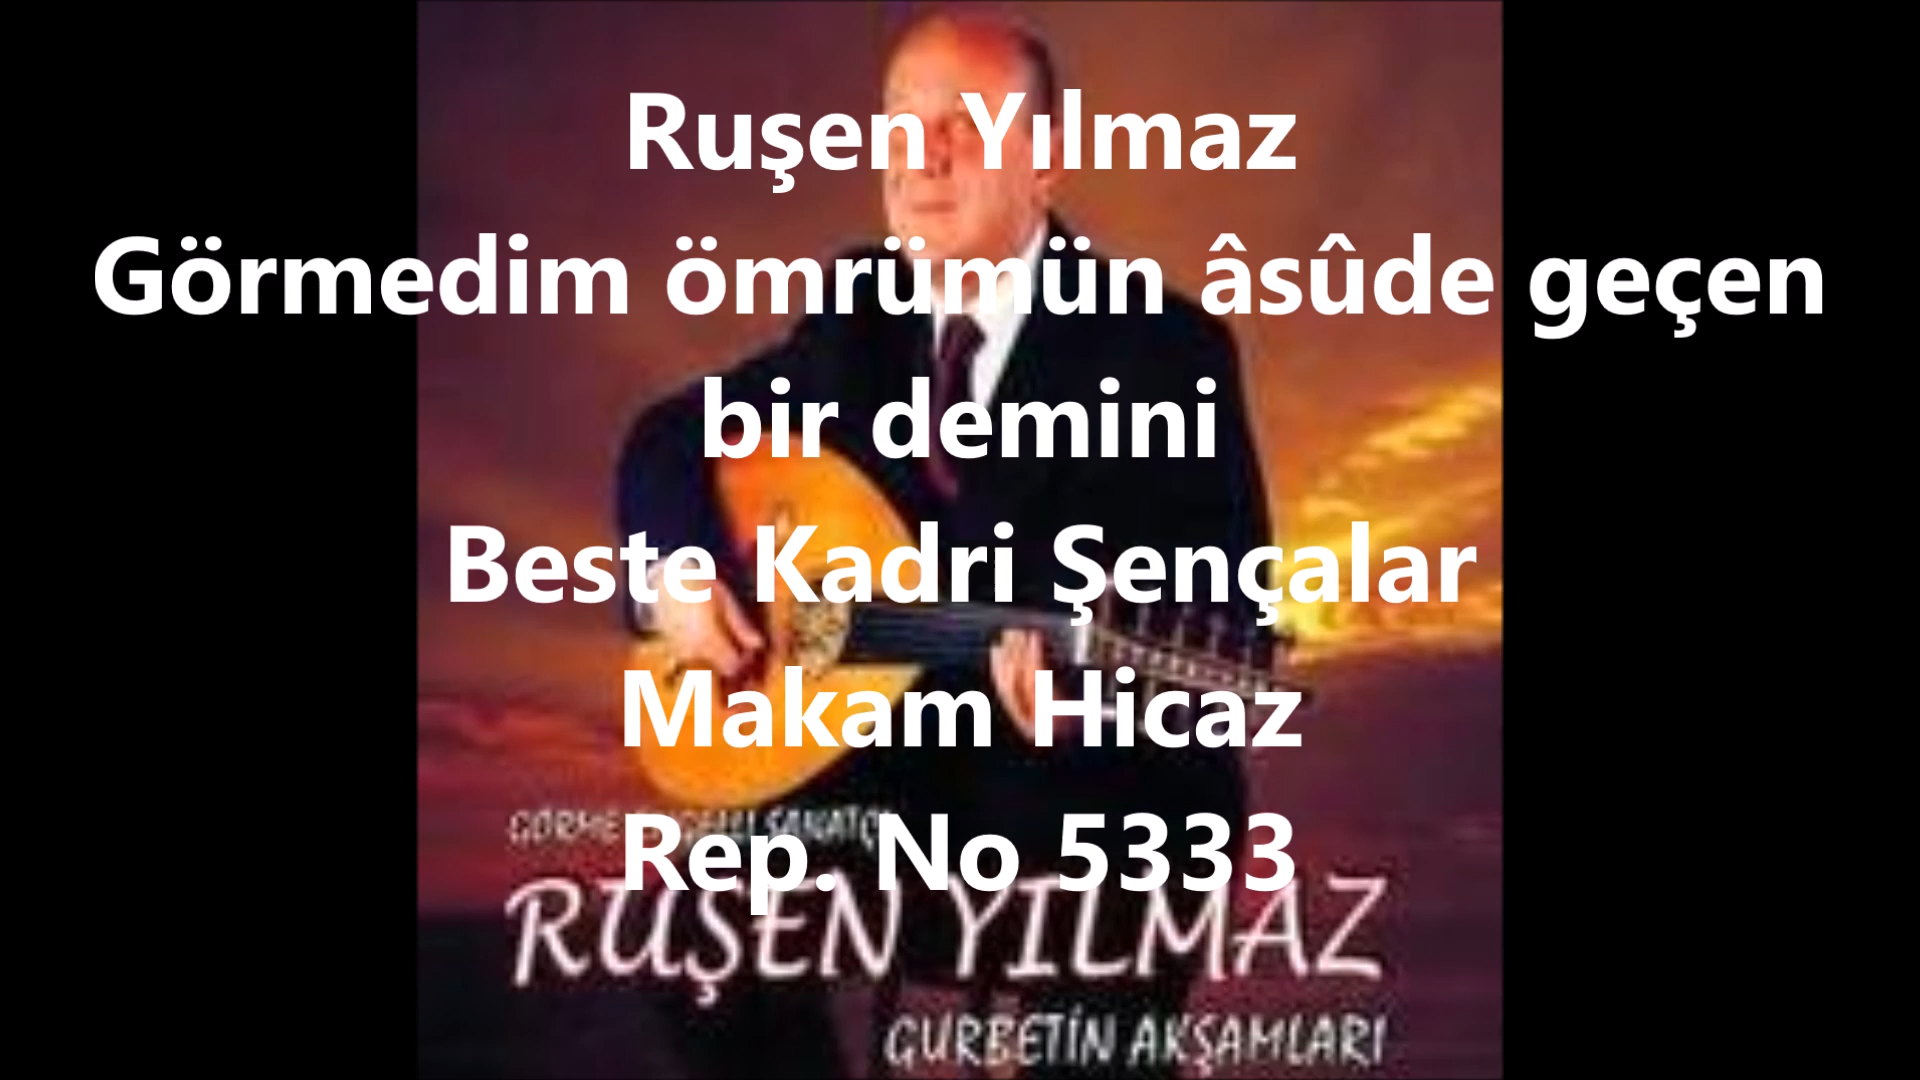 Ruşen Yılmaz
Görmedim ömrümün âsûde geçen
bir demini
Beste Kadri Şençalar
Makam Hicaz
Rep. No 5333
RUŞEN YILMAZ
GURBETİN AKŞAMLARI